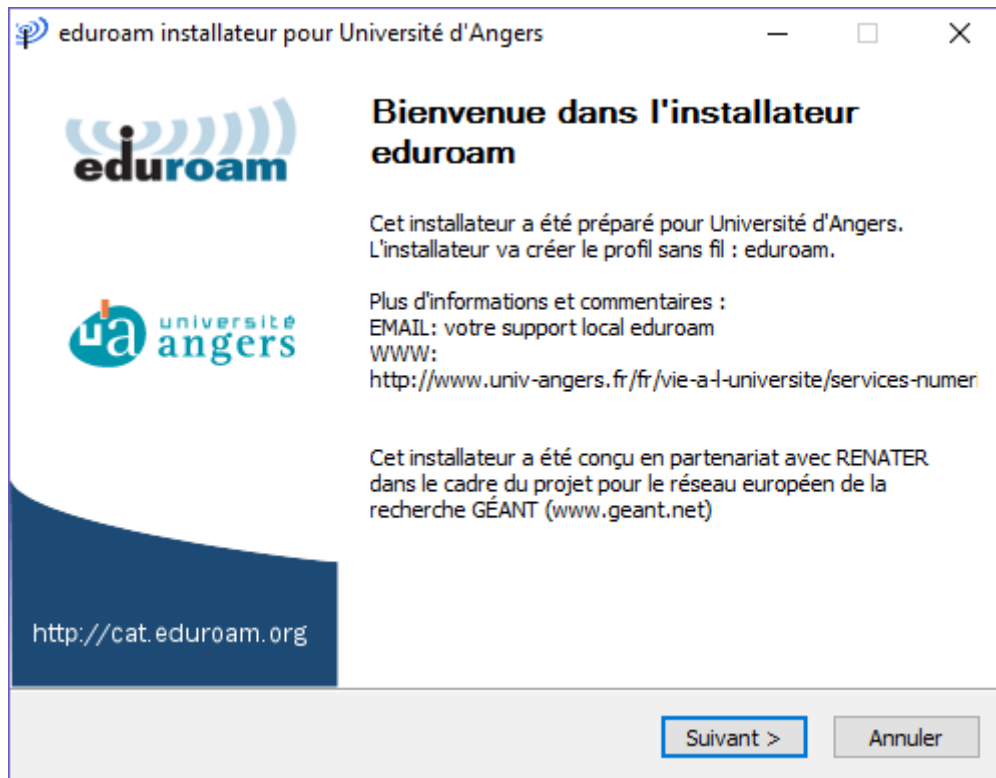 eduroam installateur pour Université d'Angers
eduroam
Bienvenue dans l'installateur
eduroam
Cet installateur a été préparé pour Université d'Angers.
L'installateur va créer le profil sans fil : eduroam.
Plus d'informations et commentaires :
EMAIL: votre support local eduroam
WWW:
http://www.univ-angers.fr/fr/vie-a-l-universite/services-numeri
ua
université
angers
Cet installateur a été conçu en partenariat avec RENATER
dans le cadre du projet pour le réseau européen de la
recherche GÉANT (www.geant.net)
http://cat.eduroam.org
Suivant >
Annuler